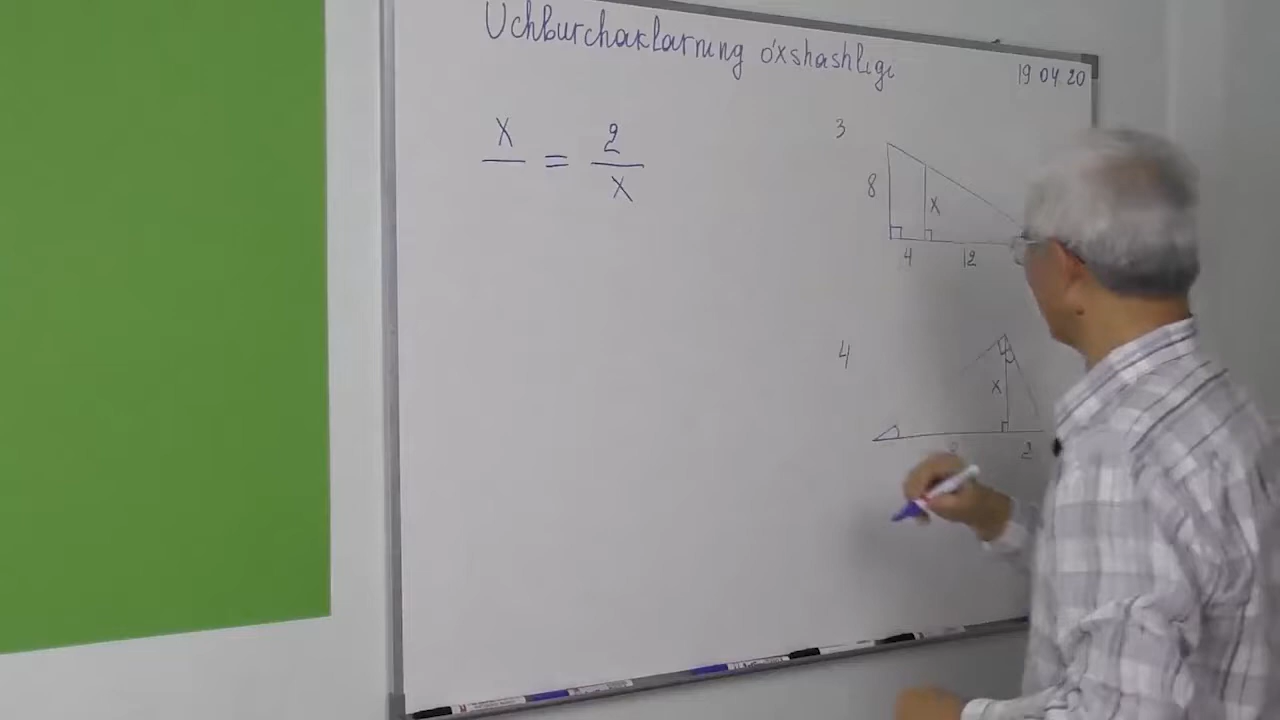 Uchburchaklarning o'xshashligi
19 04 20
x = 2
x
3
8
x
4 12
4
x
2